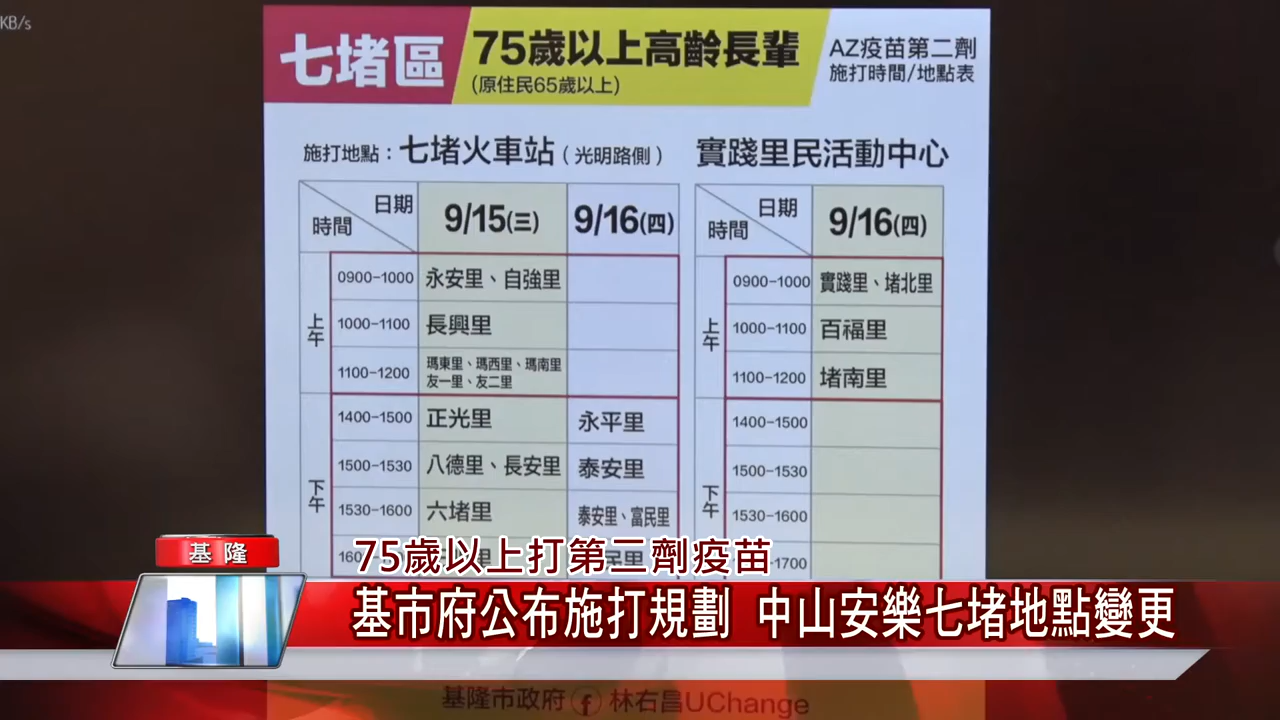 KB/s
七堵區
75歲以上高齡長輩
(原住民65歲以上)
AZ疫苗第二劑
施打時間/地點表
施打地點：七堵火車站（光明路側）
實踐里民活動中心
日期 時間 9/15(三) 9/16(四)
上午
0900-1000 永安里、自強里
1000-1100 長興里
1100-1200 瑪東里、瑪西里、瑪南里
友一里、友二里
下午
1400-1500 正光里 永平里
1500-1530 八德里、長安里 泰安里
1530-1600 六堵里 泰安里、富民里
日期 時間 9/16(四)
上午
0900-1000 實踐里、堵北里
1000-1100 百福里
1100-1200 堵南里
下午
1400-1500
1500-1530
1530-1600
-1700
基隆
75歲以上打第二劑疫苗
基市府公布施打規劃 中山安樂七堵地點變更
基隆市政府 f 林右昌UChange